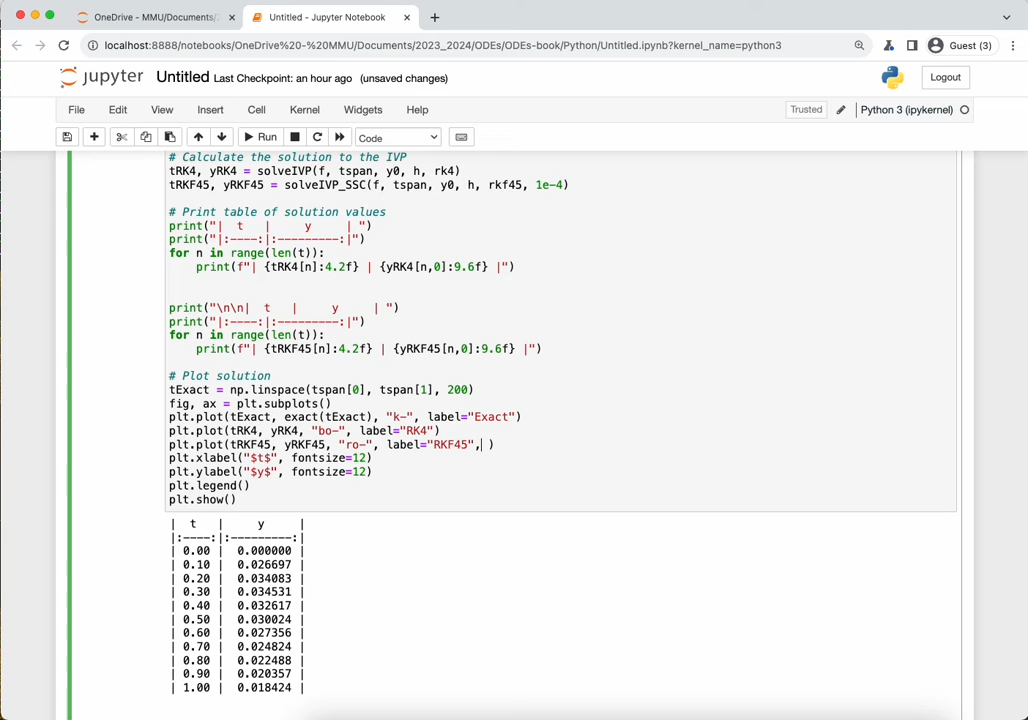 OneDrive - MMU/Documents/2
Untitled - Jupyter Notebook
localhost:8888/notebooks/OneDrive%20-%20MMU/Documents/2023_2024/ODEs/ODEs-book/Python/Untitled.ipynb?kernel_name=python3
Guest (3)
jupyter Untitled Last Checkpoint: an hour ago (unsaved changes)
Logout
File Edit View Insert Cell Kernel Widgets Help
Trusted
Python 3 (ipykernel)
Run
Code
# Calculate the solution to the IVP
tRK4, yRK4 = solveIVP(f, tspan, y0, h, rk4)
tRKF45, yRKF45 = solveIVP_SSC(f, tspan, y0, h, rkf45, 1e-4)
# Print table of solution values
print("|  t   |     y     | ")
print("|:----:|:---------:|")
for n in range(len(t)):
    print(f"| {tRK4[n]:4.2f} | {yRK4[n,0]:9.6f} |")
print("\n\n|  t   |     y     | ")
print("|:----:|:---------:|")
for n in range(len(t)):
    print(f"| {tRKF45[n]:4.2f} | {yRKF45[n,0]:9.6f} |")
# Plot solution
tExact = np.linspace(tspan[0], tspan[1], 200)
fig, ax = plt.subplots()
plt.plot(tExact, exact(tExact), "k-", label="Exact")
plt.plot(tRK4, yRK4, "bo-", label="RK4")
plt.plot(tRKF45, yRKF45, "ro-", label="RKF45", )
plt.xlabel("$t$", fontsize=12)
plt.ylabel("$y$", fontsize=12)
plt.legend()
plt.show()
|  t   |     y     |
|:----:|:---------:|
| 0.00 |  0.000000 |
| 0.10 |  0.026697 |
| 0.20 |  0.034083 |
| 0.30 |  0.034531 |
| 0.40 |  0.032617 |
| 0.50 |  0.030024 |
| 0.60 |  0.027356 |
| 0.70 |  0.024824 |
| 0.80 |  0.022488 |
| 0.90 |  0.020357 |
| 1.00 |  0.018424 |